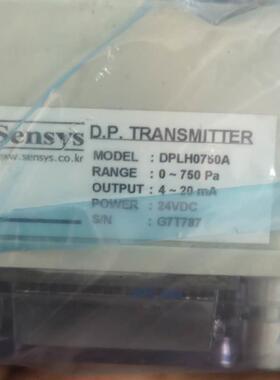 Sensys D.P. TRANSMITTER
www.sensys.co.kr MODEL : DPLH0750A
RANGE : 0 ~ 750 Pa
OUTPUT : 4 ~ 20 mA
POWER : 24VDC
S/N : G7T787